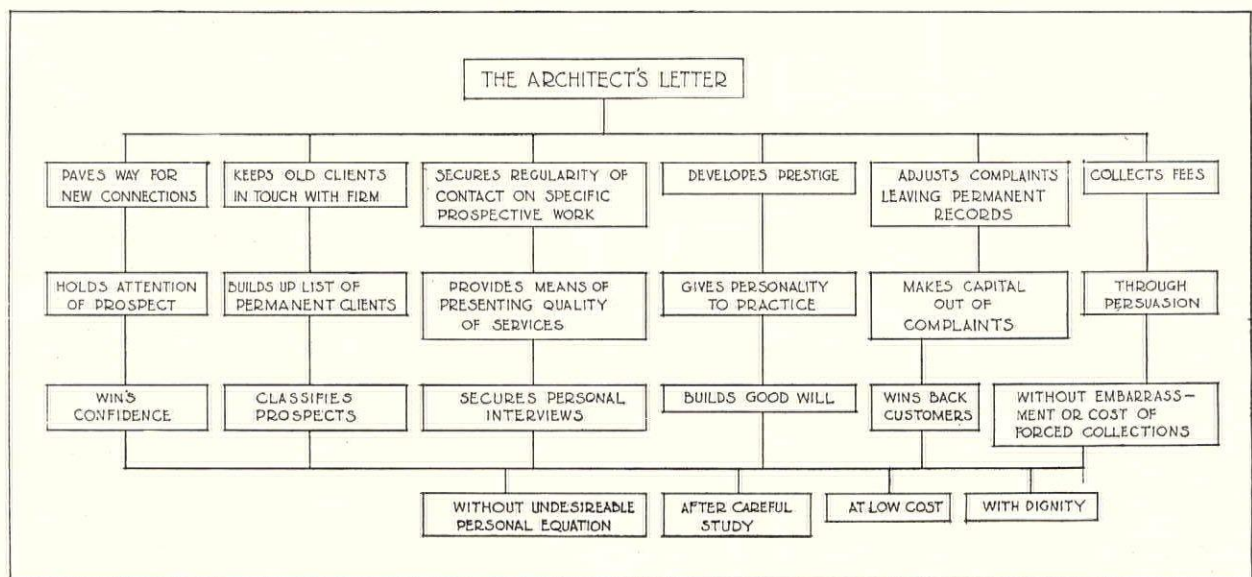 THE ARCHITECT'S LETTER
PAVES WAY FOR
NEW CONNECTIONS
KEEPS OLD CLIENTS
IN TOUCH WITH FIRM
SECURES REGULARITY OF
CONTACT ON SPECIFIC
PROSPECTIVE WORK
DEVELOPES PRESTIGE
ADJUSTS COMPLAINTS
LEAVING PERMANENT
RECORDS
COLLECTS FEES
HOLDS ATTENTION
OF PROSPECT
BUILDS UP LIST OF
PERMANENT CLIENTS
PROVIDES MEANS OF
PRESENTING QUALITY
OF SERVICES
GIVES PERSONALITY
TO PRACTICE
MAKES CAPITAL
OUT OF
COMPLAINTS
THROUGH
PERSUASION
WIN'S
CONFIDENCE
CLASSIFIES
PROSPECTS
SECURES PERSONAL
INTERVIEWS
BUILDS GOOD WILL
WINS BACK
CUSTOMERS
WITHOUT EMBARRASS-
MENT OR COST OF
FORCED COLLECTIONS
WITHOUT UNDESIREABLE
PERSONAL EQUATION
AFTER CAREFUL
STUDY
AT LOW COST
WITH DIGNITY